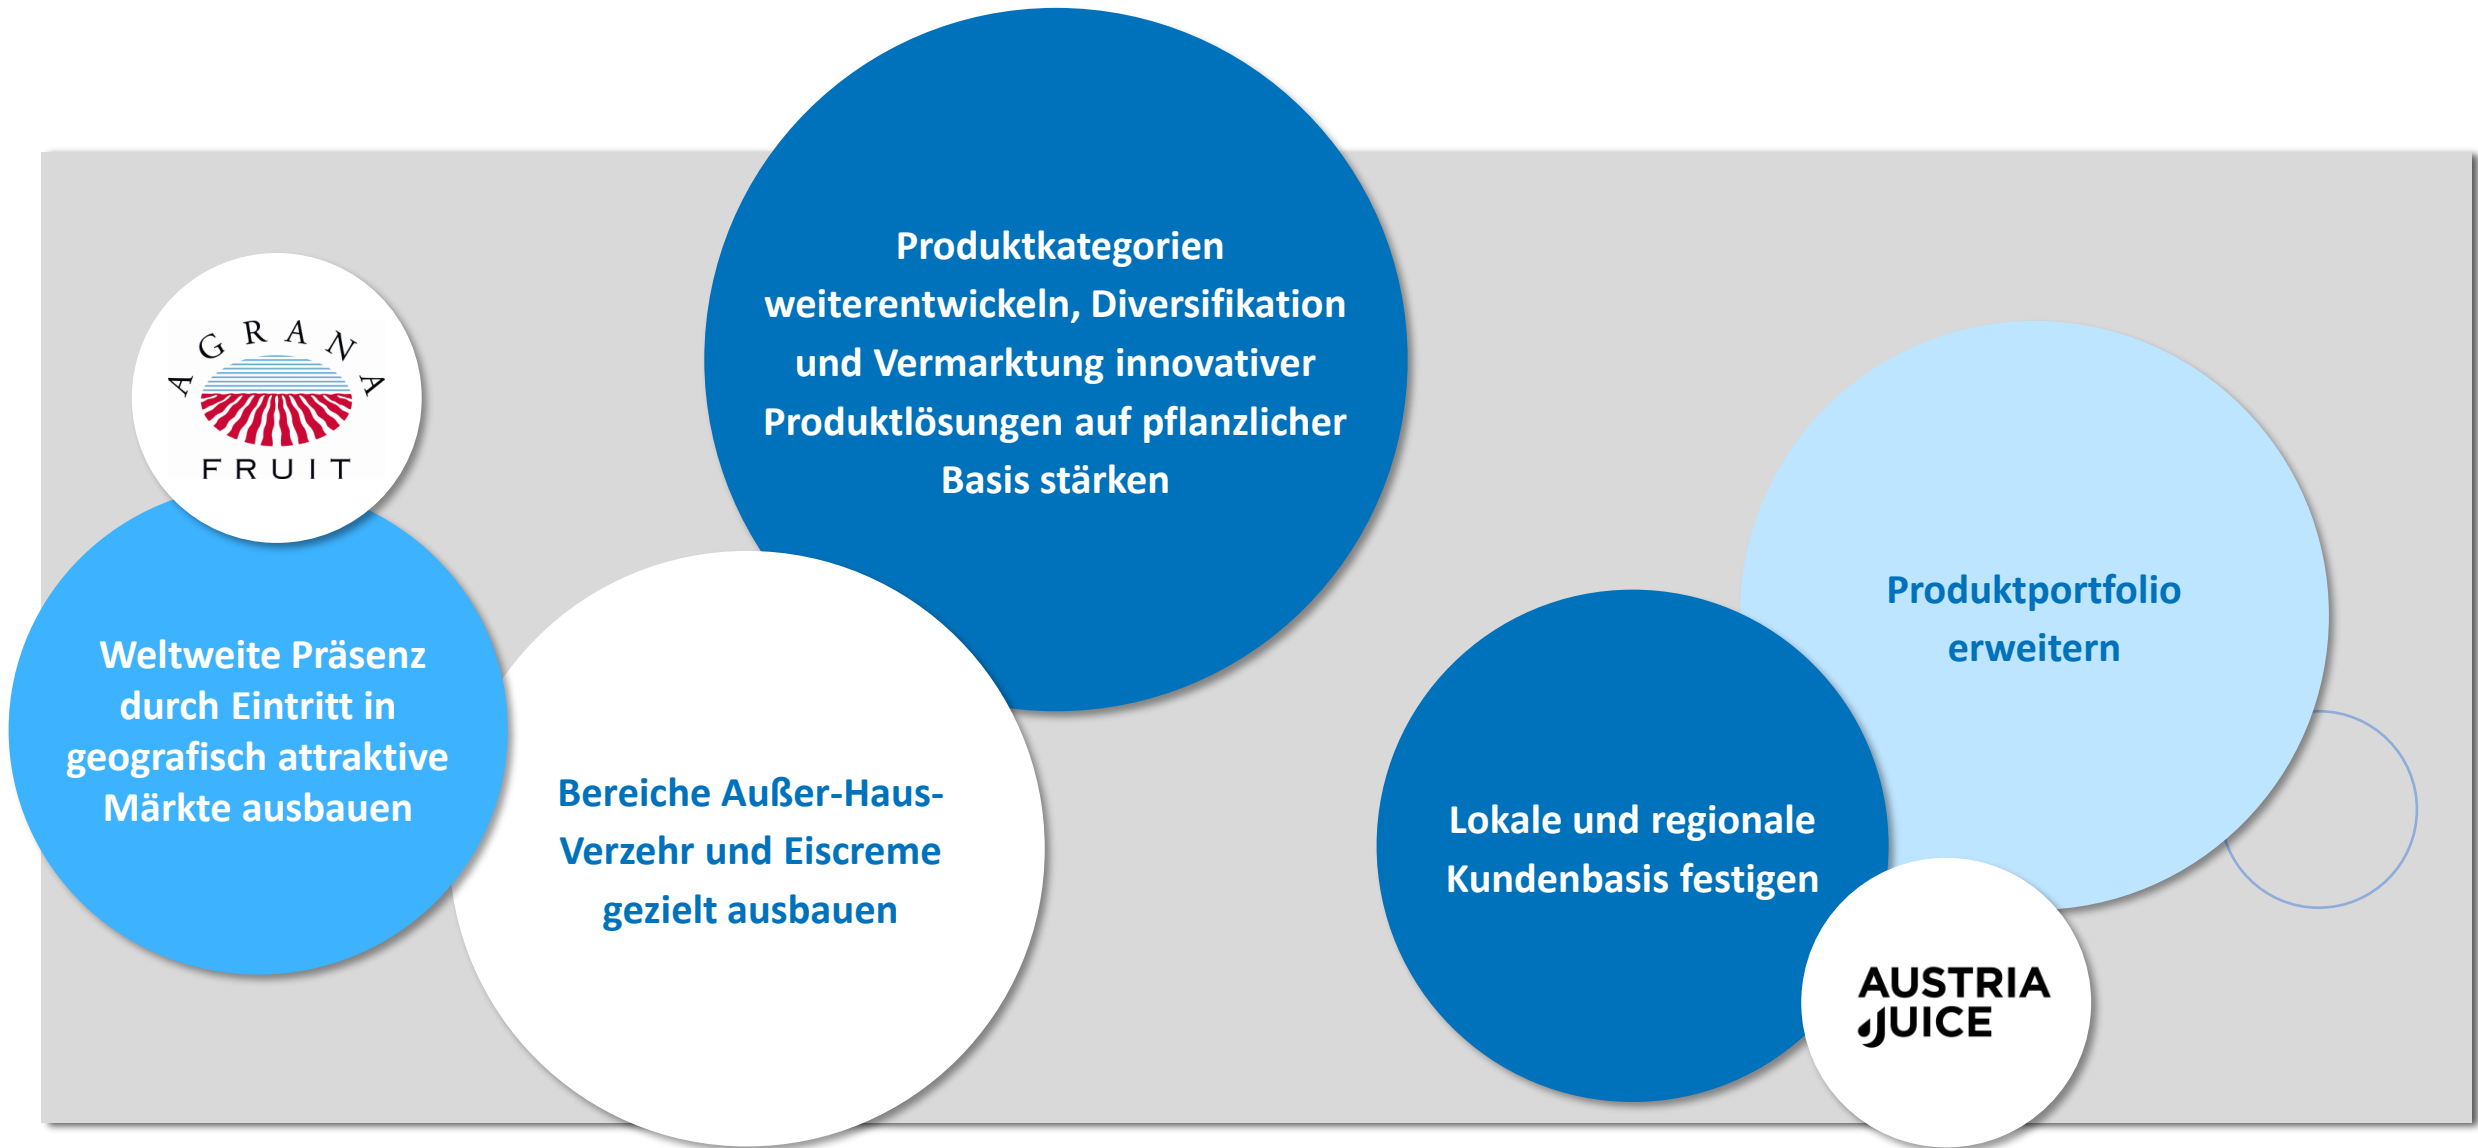 AGRANA
FRUIT
Weltweite Präsenz
durch Eintritt in
geografisch attraktive
Märkte ausbauen
Produktkategorien
weiterentwickeln, Diversifikation
und Vermarktung innovativer
Produktlösungen auf pflanzlicher
Basis stärken
Bereiche Außer-Haus-
Verzehr und Eiscreme
gezielt ausbauen
Lokale und regionale
Kundenbasis festigen
Produktportfolio
erweitern
AUSTRIA
JUICE